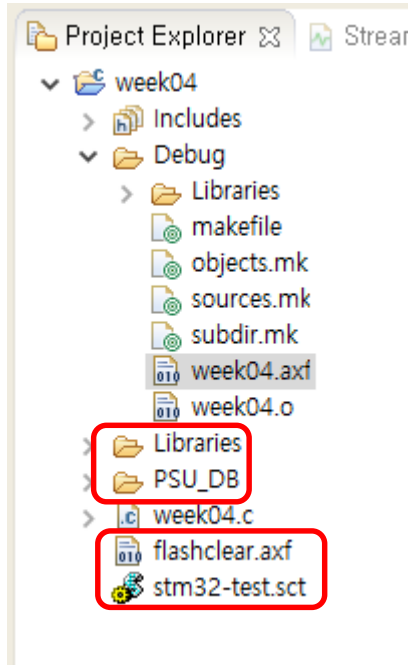 Project Explorer Strear
week04
Includes
Debug
Libraries
makefile
objects.mk
sources.mk
subdir.mk
week04.axf
week04.o
Libraries
PSU_DB
week04.c
flashclear.axf
stm32-test.sct